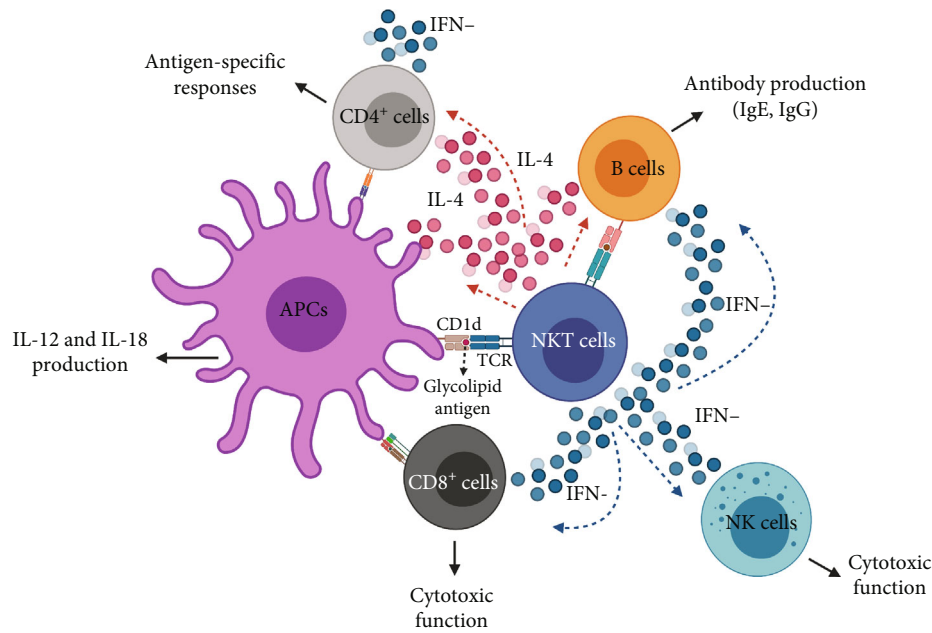 IFN–
Antigen-specific
responses
CD4⁺ cells
Antibody production
(IgE, IgG)
IL-4
B cells
IL-4
IFN–
APCs
CD1d
NKT cells
TCR
IL-12 and IL-18
production
Glycolipid
antigen
IFN–
CD8⁺ cells
IFN-
NK cells
Cytotoxic
function
Cytotoxic
function